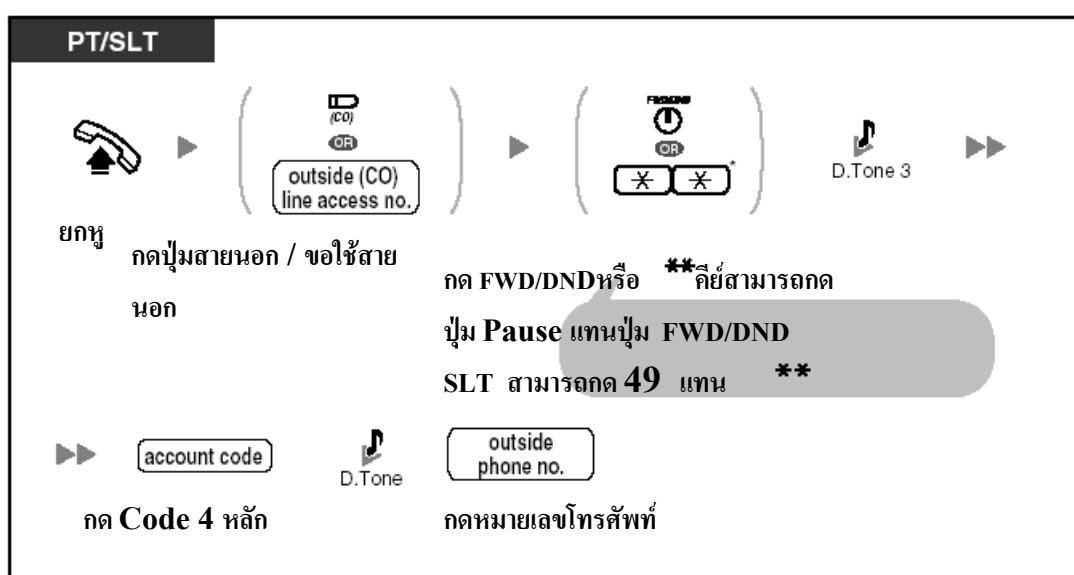 PT/SLT
(CO)
OR
outside (CO)
line access no.
FWD/DND
OR
** *
D.Tone 3
ยกหู
กดปุ่มสายนอก / ขอใช้สาย
นอก
กด FWD/DNDหรือ **คีย์สามารถกด
ปุ่ม Pause แทนปุ่ม FWD/DND
SLT สามารถกด 49 แทน **
account code
D.Tone
outside
phone no.
กด Code 4 หลัก
กดหมายเลขโทรศัพท์